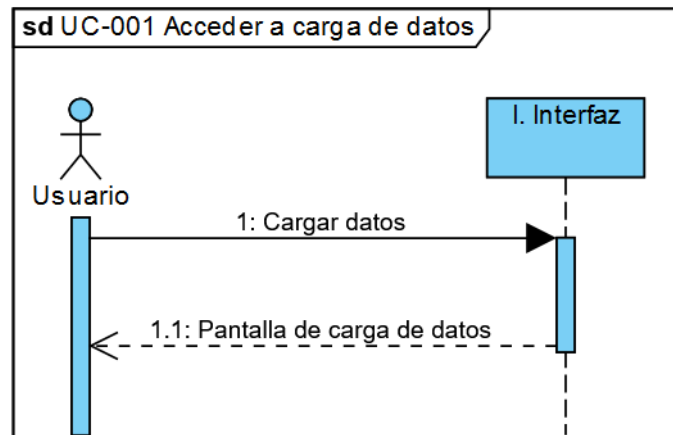 sd UC-001 Acceder a carga de datos
I. Interfaz
Usuario
1: Cargar datos
1.1: Pantalla de carga de datos